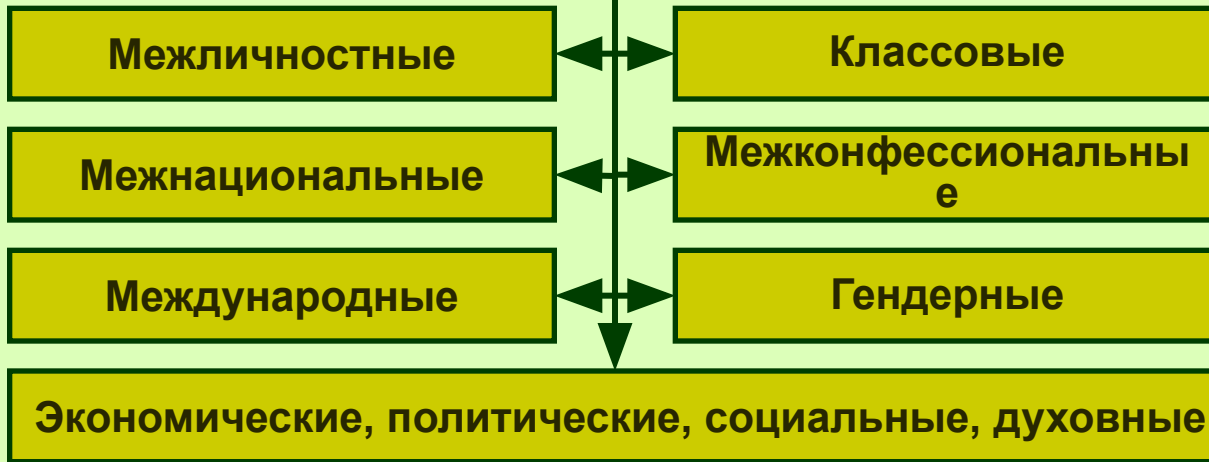 Межличностные
Классовые
Межнациональные
Межконфессиональны
е
Международные
Гендерные
Экономические, политические, социальные, духовные